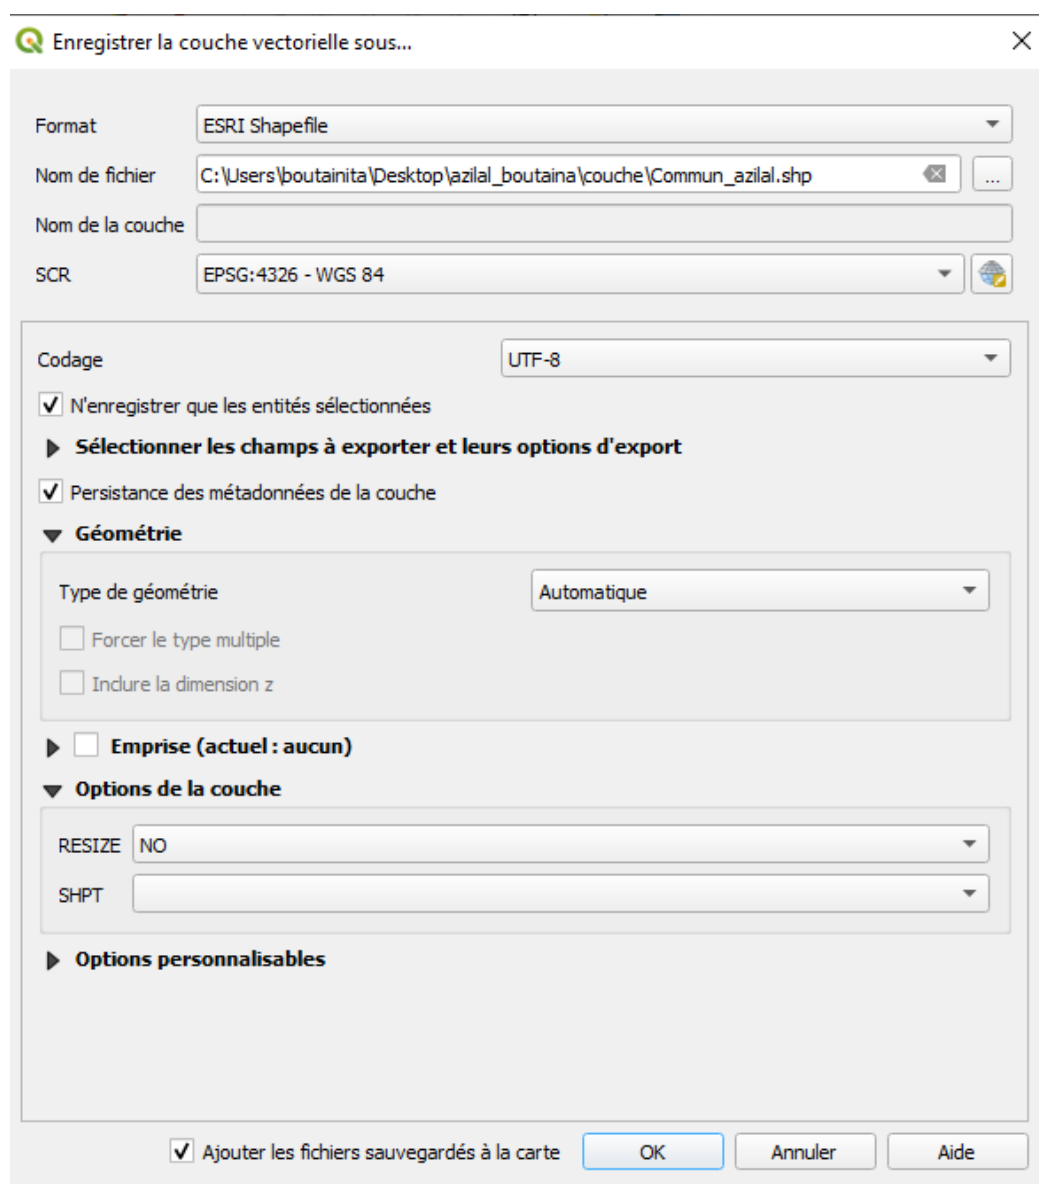 Enregistrer la couche vectorielle sous...
Format ESRI Shapefile
Nom de fichier C:\Users\boutainita\Desktop\azilal_boutaina\couche\Commun_azilal.shp ...
Nom de la couche
SCR EPSG:4326 - WGS 84
Codage UTF-8
N'enregistrer que les entités sélectionnées
Sélectionner les champs à exporter et leurs options d'export
Persistance des métadonnées de la couche
Géométrie
Type de géométrie Automatique
Forcer le type multiple
Inclure la dimension z
Emprise (actuel : aucun)
Options de la couche
RESIZE NO
SHPT
Options personnalisables
Ajouter les fichiers sauvegardés à la carte OK Annuler Aide